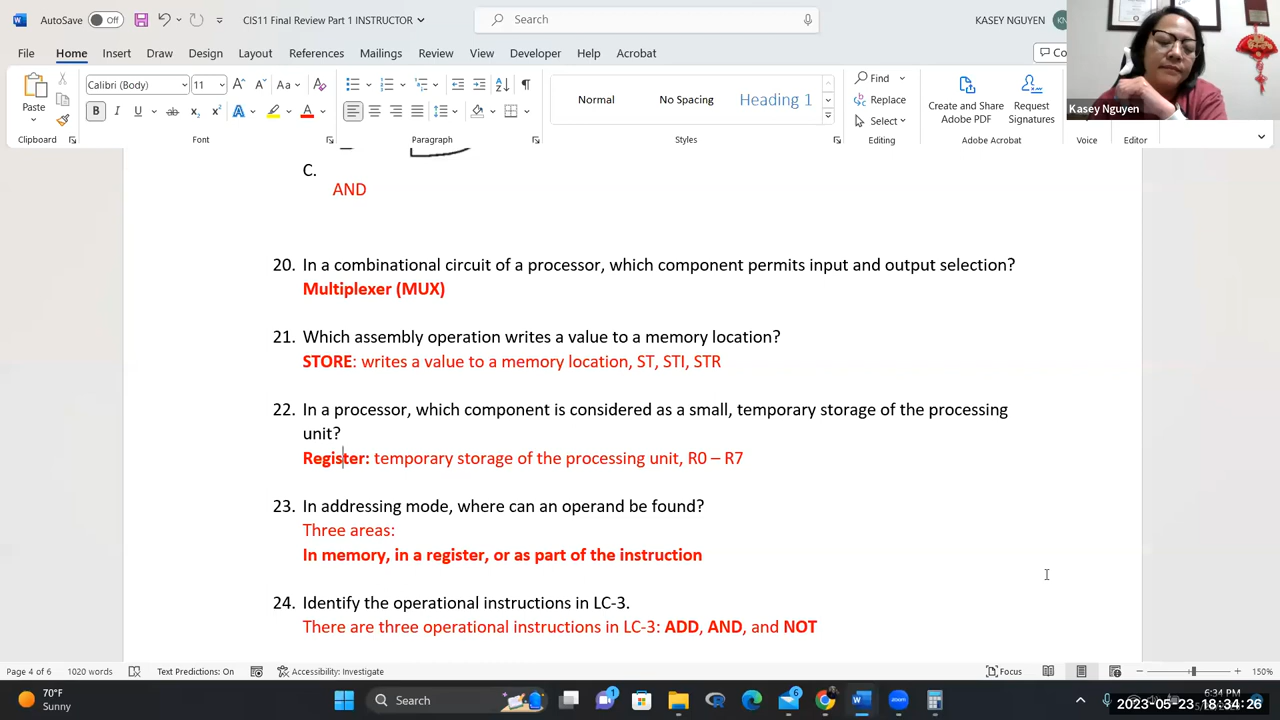 AutoSave Off CIS11 Final Review Part 1 INSTRUCTOR Search KASEY NGUYEN KN
File Home Insert Draw Design Layout References Mailings Review View Developer Help Acrobat Co
Paste Calibri (Body) 11 Aa Normal No Spacing Heading 1 Find Replace Select Create and Share Adobe PDF Request Signatures
Kasey Nguyen
Clipboard Font Paragraph Styles Editing Adobe Acrobat Voice Editor
C.
AND
20. In a combinational circuit of a processor, which component permits input and output selection?
Multiplexer (MUX)
21. Which assembly operation writes a value to a memory location?
STORE: writes a value to a memory location, ST, STI, STR
22. In a processor, which component is considered as a small, temporary storage of the processing
unit?
Register: temporary storage of the processing unit, R0 – R7
23. In addressing mode, where can an operand be found?
Three areas:
In memory, in a register, or as part of the instruction
24. Identify the operational instructions in LC-3.
There are three operational instructions in LC-3: ADD, AND, and NOT
Page 4 of 6 1020 words Text Predictions: On Accessibility: Investigate Focus 150%
70°F
Sunny
Search
6:34 PM
2023-05-23 18:34:26